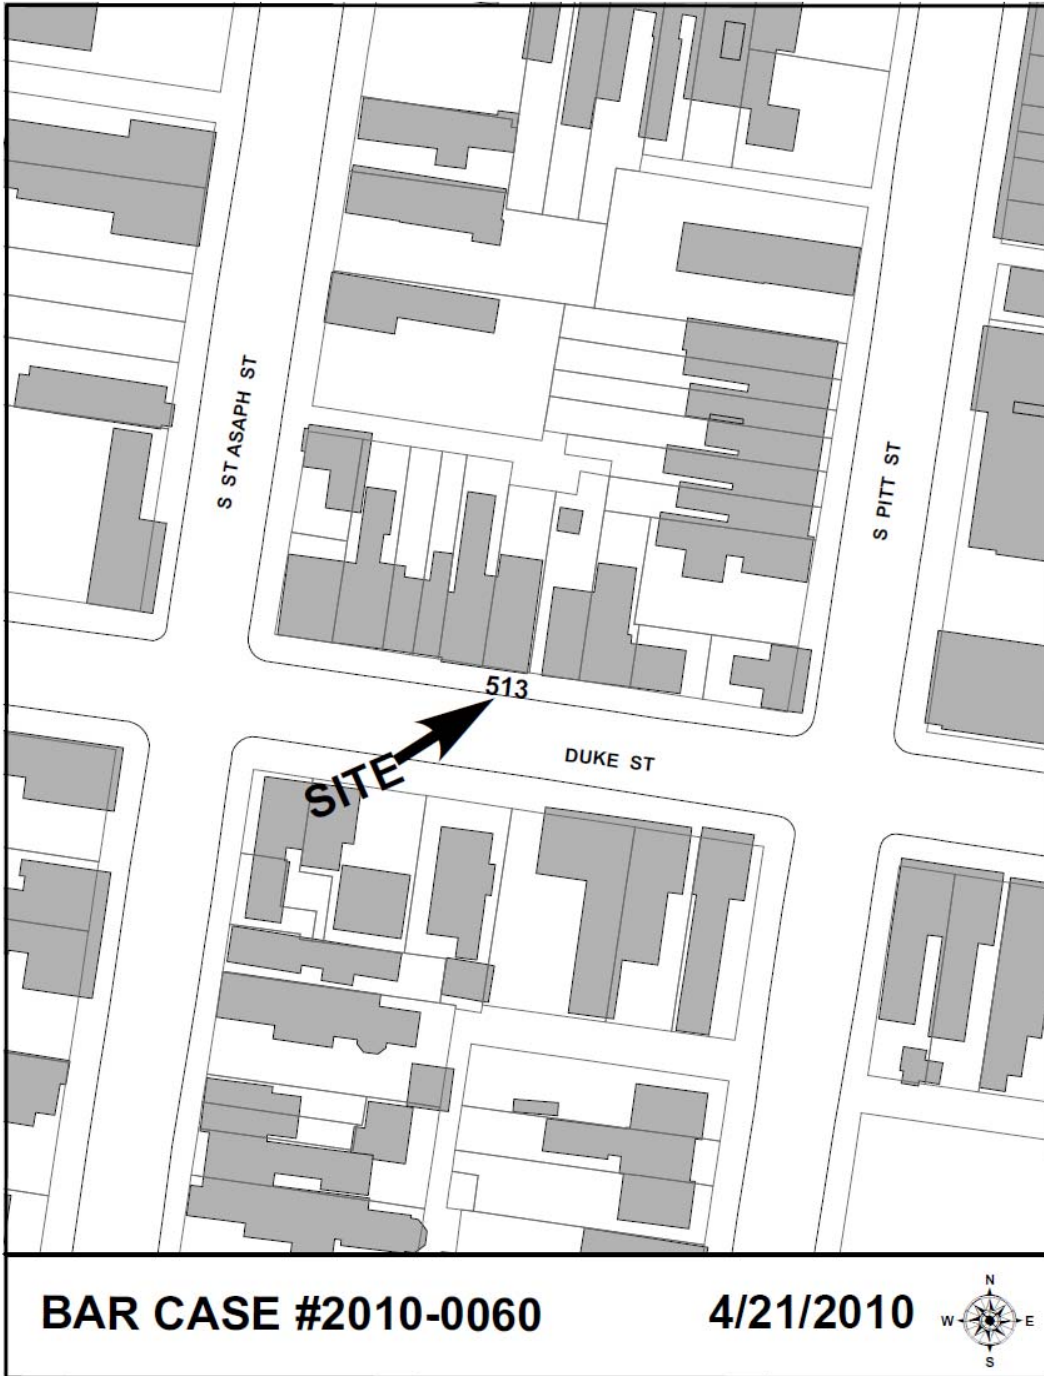 S ST ASAPH ST
S PITT ST
513
SITE
DUKE ST
BAR CASE #2010-0060
4/21/2010
N
W E
S